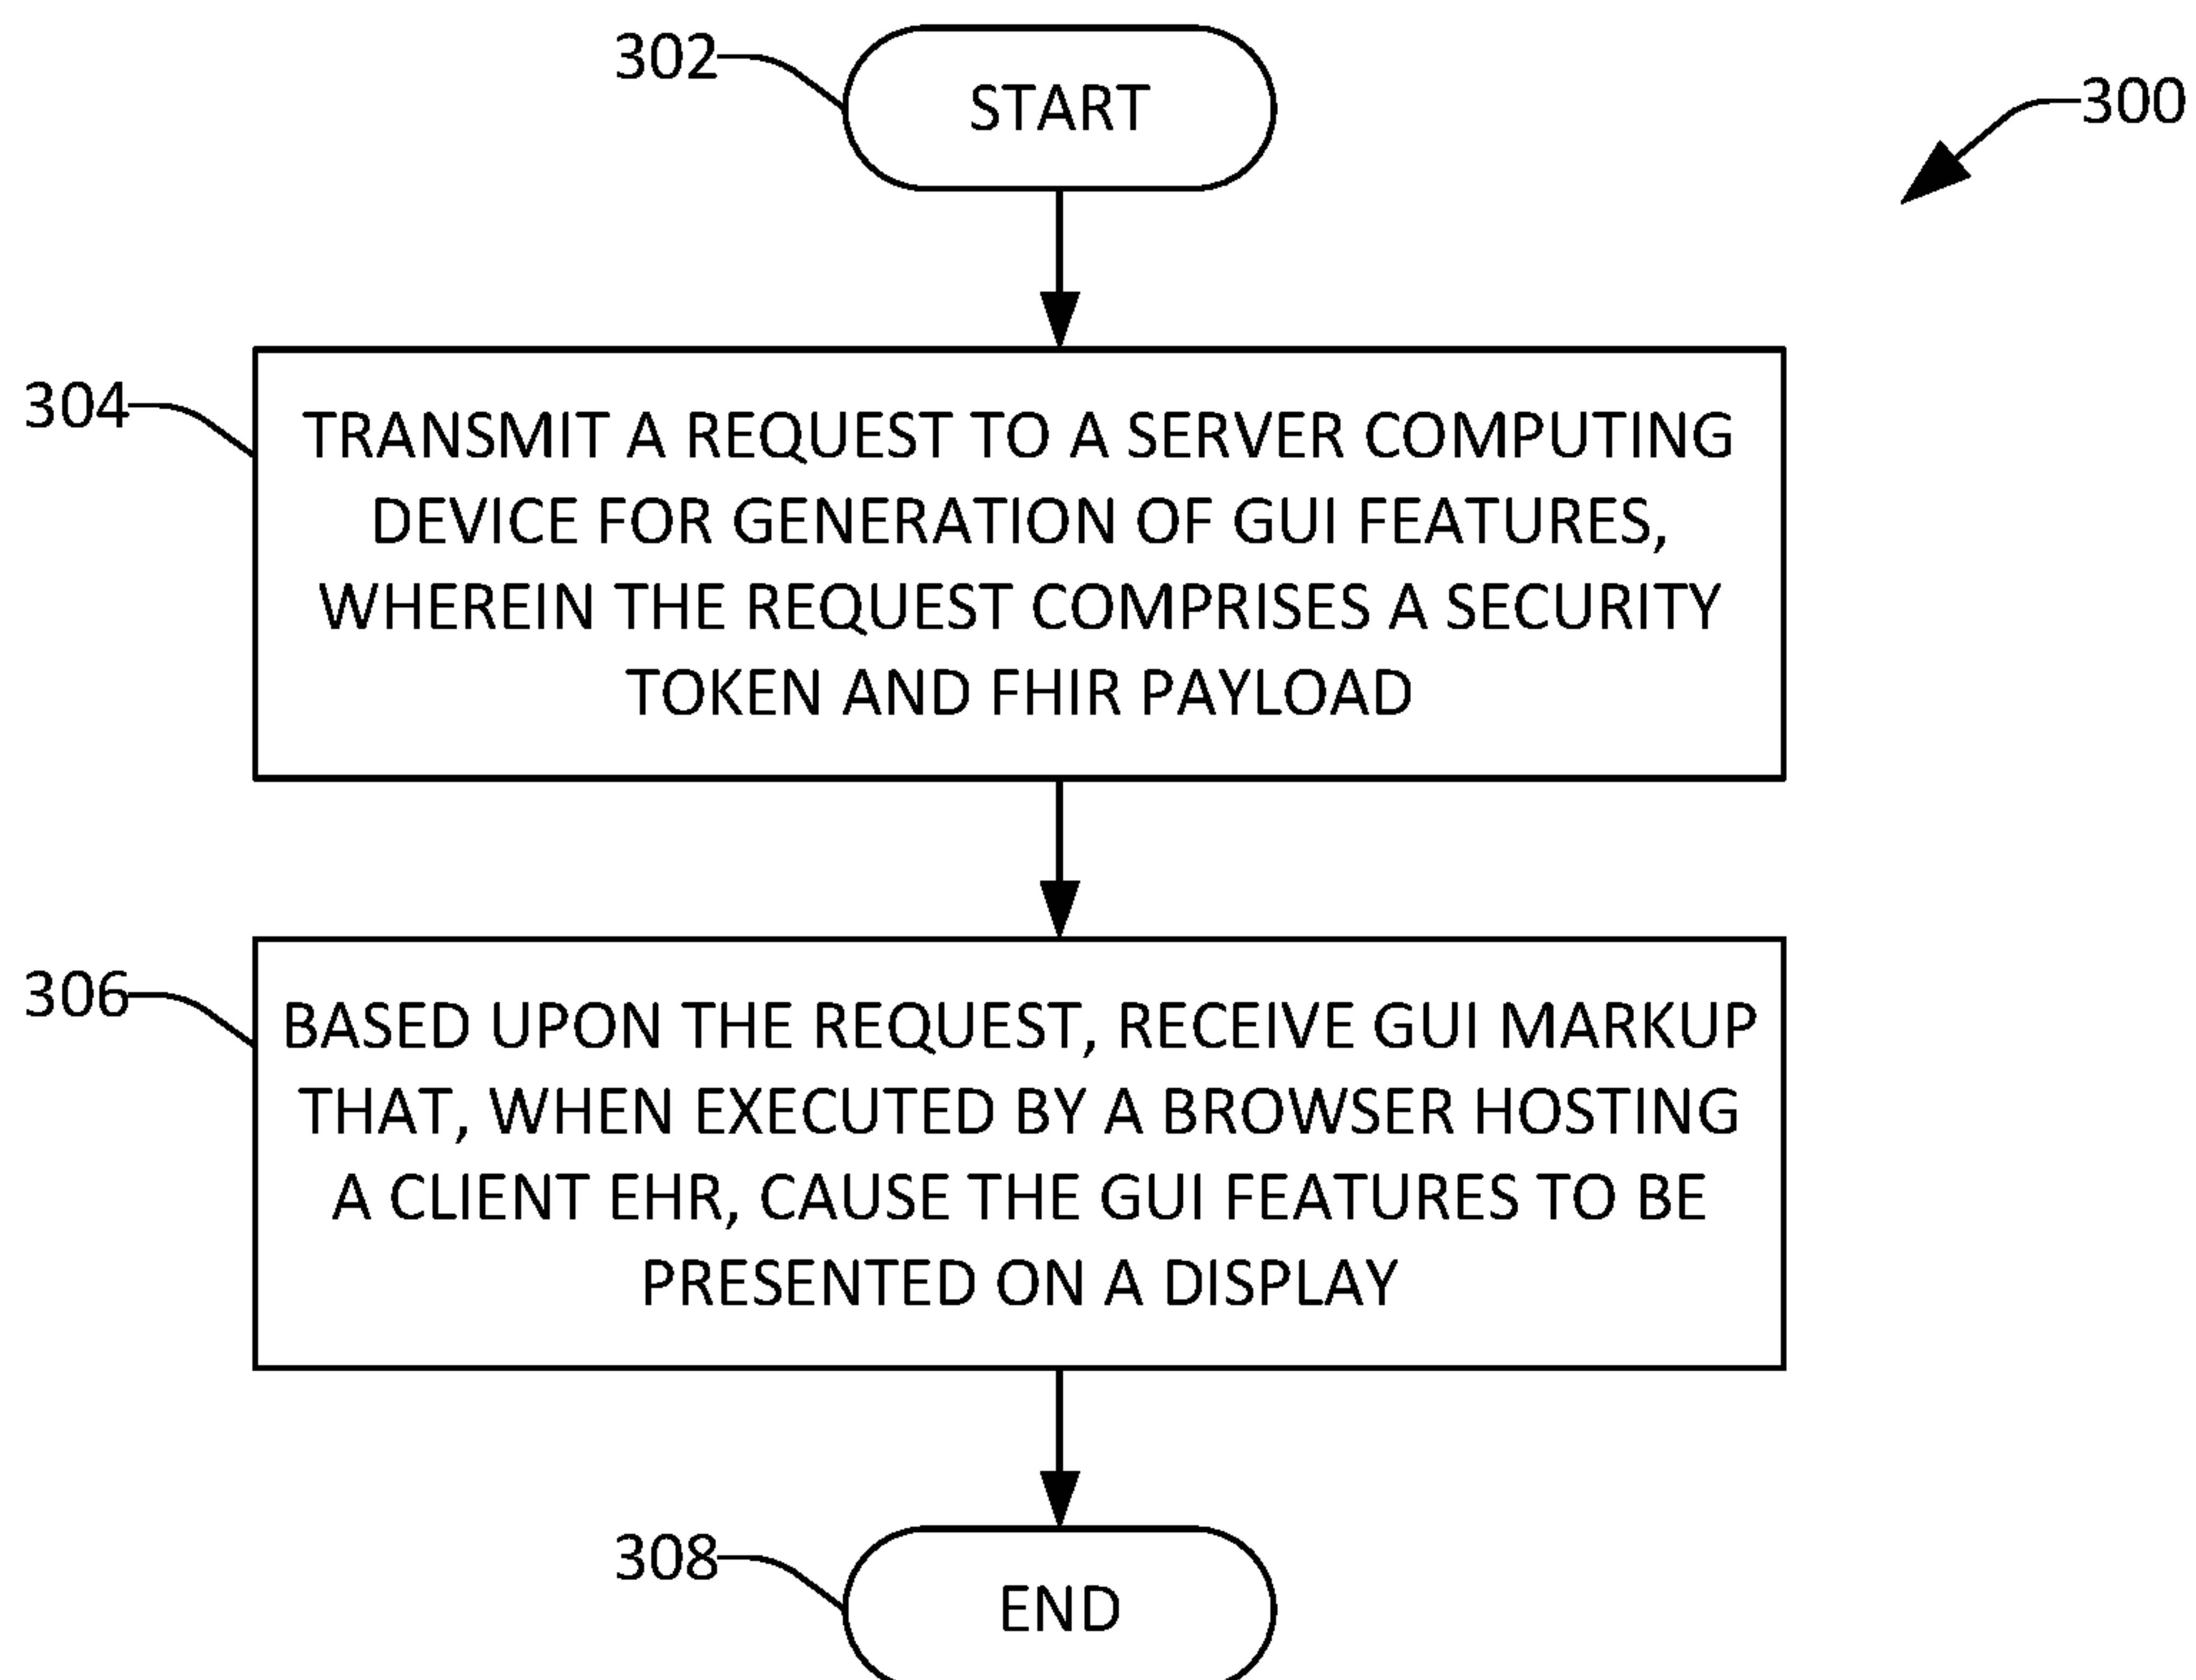 302
START
300
304
TRANSMIT A REQUEST TO A SERVER COMPUTING
DEVICE FOR GENERATION OF GUI FEATURES,
WHEREIN THE REQUEST COMPRISES A SECURITY
TOKEN AND FHIR PAYLOAD
306
BASED UPON THE REQUEST, RECEIVE GUI MARKUP
THAT, WHEN EXECUTED BY A BROWSER HOSTING
A CLIENT EHR, CAUSE THE GUI FEATURES TO BE
PRESENTED ON A DISPLAY
308
END